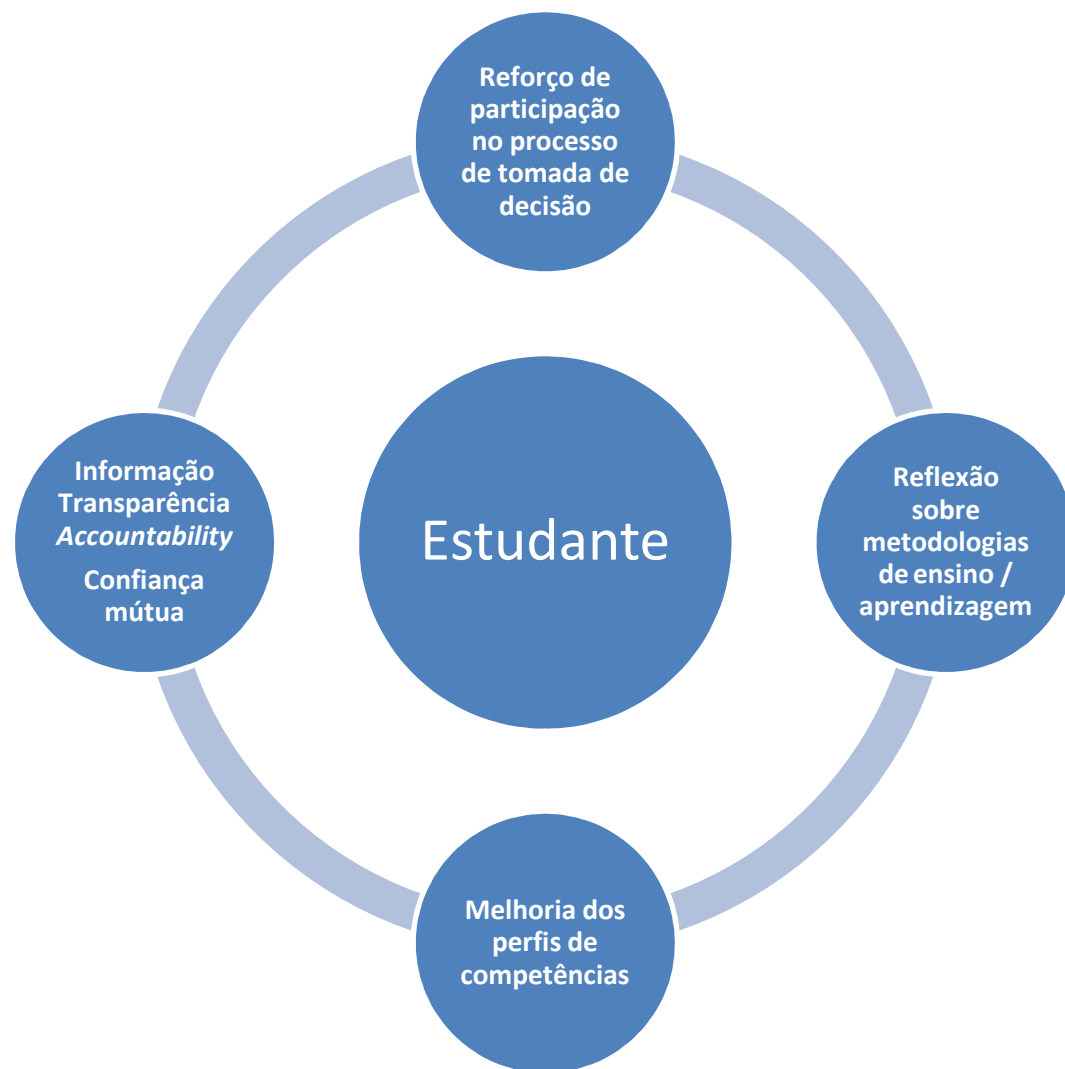 Reforço de
participação
no processo
de tomada de
decisão
Informação
Transparência
Accountability
Confiança
mútua
Estudante
Reflexão
sobre
metodologias
de ensino /
aprendizagem
Melhoria dos
perfis de
competências